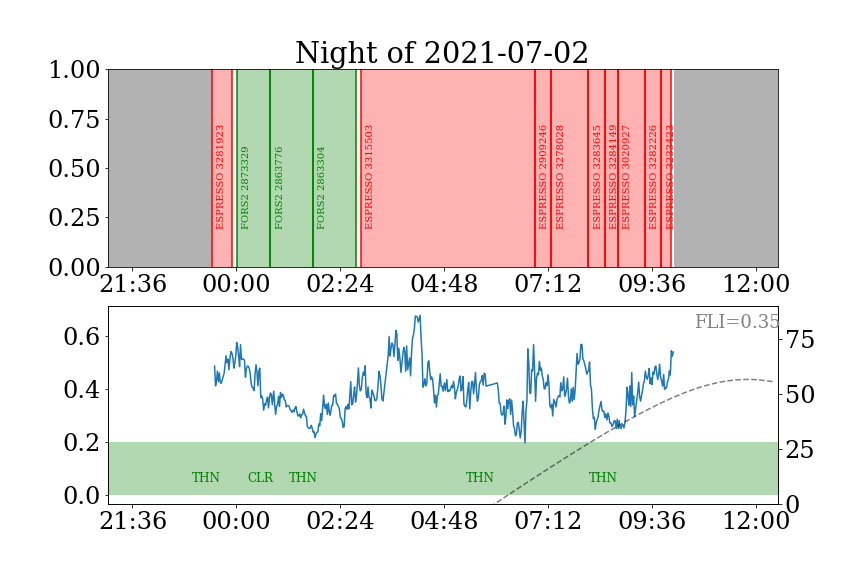 Night of 2021-07-02
1.00
0.75
0.50
0.25
0.00
ESPRESSO 3281923
FORS2 2873329
FORS2 2863776
FORS2 2863304
ESPRESSO 3315503
ESPRESSO 2909246
ESPRESSO 3278028
ESPRESSO 3283645
ESPRESSO 3284149
ESPRESSO 3020927
ESPRESSO 3282226
ESPRESSO 3233423
21:36 00:00 02:24 04:48 07:12 09:36 12:00
FLI=0.35
0.6
0.4
0.2
0.0
75
50
25
0
THN CLR THN THN THN
21:36 00:00 02:24 04:48 07:12 09:36 12:00